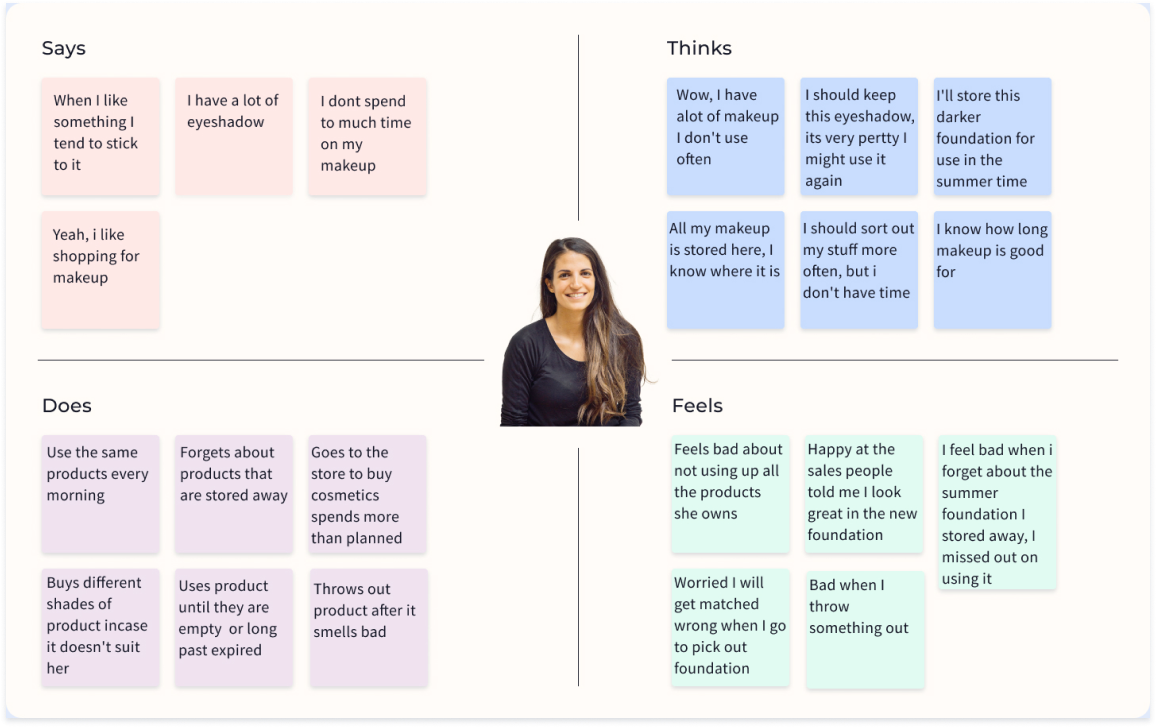 Says
When I like
something I
tend to stick
to it
I have a lot of
eyeshadow
I dont spend
to much time
on my
makeup
Yeah, i like
shopping for
makeup
Thinks
Wow, I have
alot of makeup
I don't use
often
I should keep
this eyeshadow,
its very pertty I
might use it
again
I'll store this
darker
foundation for
use in the
summer time
All my makeup
is stored here, I
know where it is
I should sort out
my stuff more
often, but i
don't have time
I know how long
makeup is good
for
Does
Use the same
products every
morning
Forgets about
products that
are stored away
Goes to the
store to buy
cosmetics
spends more
than planned
Buys different
shades of
product incase
it doesn't suit
her
Uses product
until they are
empty or long
past expired
Throws out
product after it
smells bad
Feels
Feels bad about
not using up all
the products
she owns
Happy at the
sales people
told me I look
great in the new
foundation
I feel bad when i
forget about the
summer
foundation I
stored away, I
missed out on
using it
Worried I will
get matched
wrong when I go
to pick out
foundation
Bad when I
throw
something out